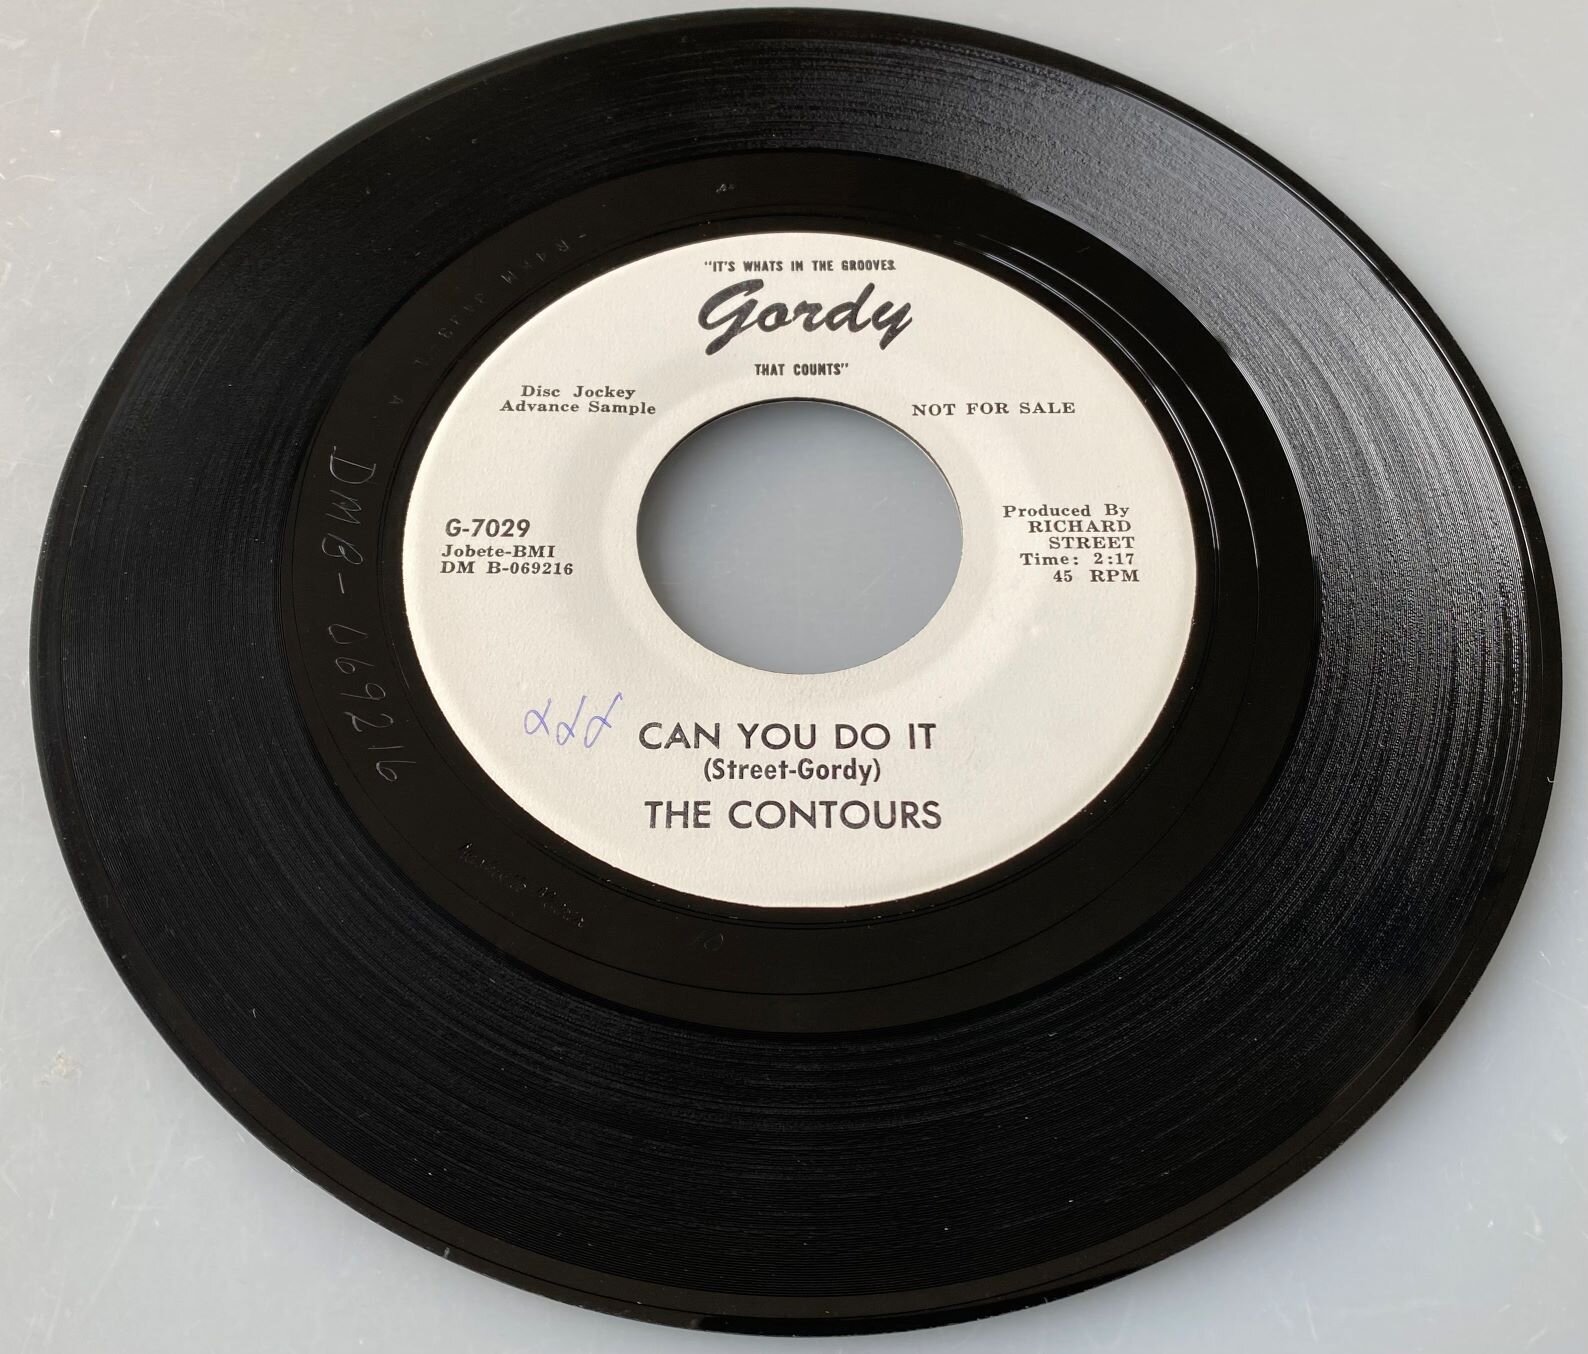 "IT'S WHATS IN THE GROOVES
Gordy
THAT COUNTS"
Disc Jockey
Advance Sample
NOT FOR SALE
G-7029
Jobete-BMI
DM B-069216
Produced By
RICHARD
STREET
Time: 2:17
45 RPM
CAN YOU DO IT
(Street-Gordy)
THE CONTOURS
DMB-069216